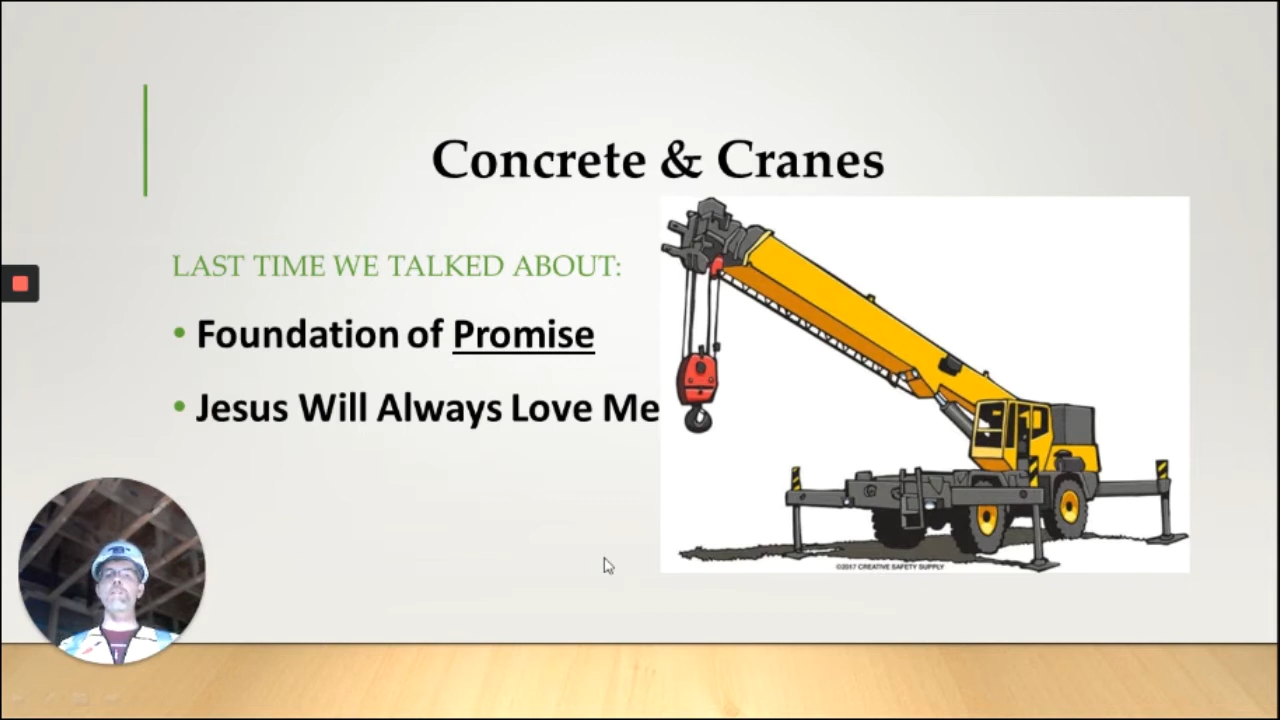 Concrete & Cranes
LAST TIME WE TALKED ABOUT:
• Foundation of Promise
• Jesus Will Always Love Me
©2017 CREATIVE SAFETY SUPPLY